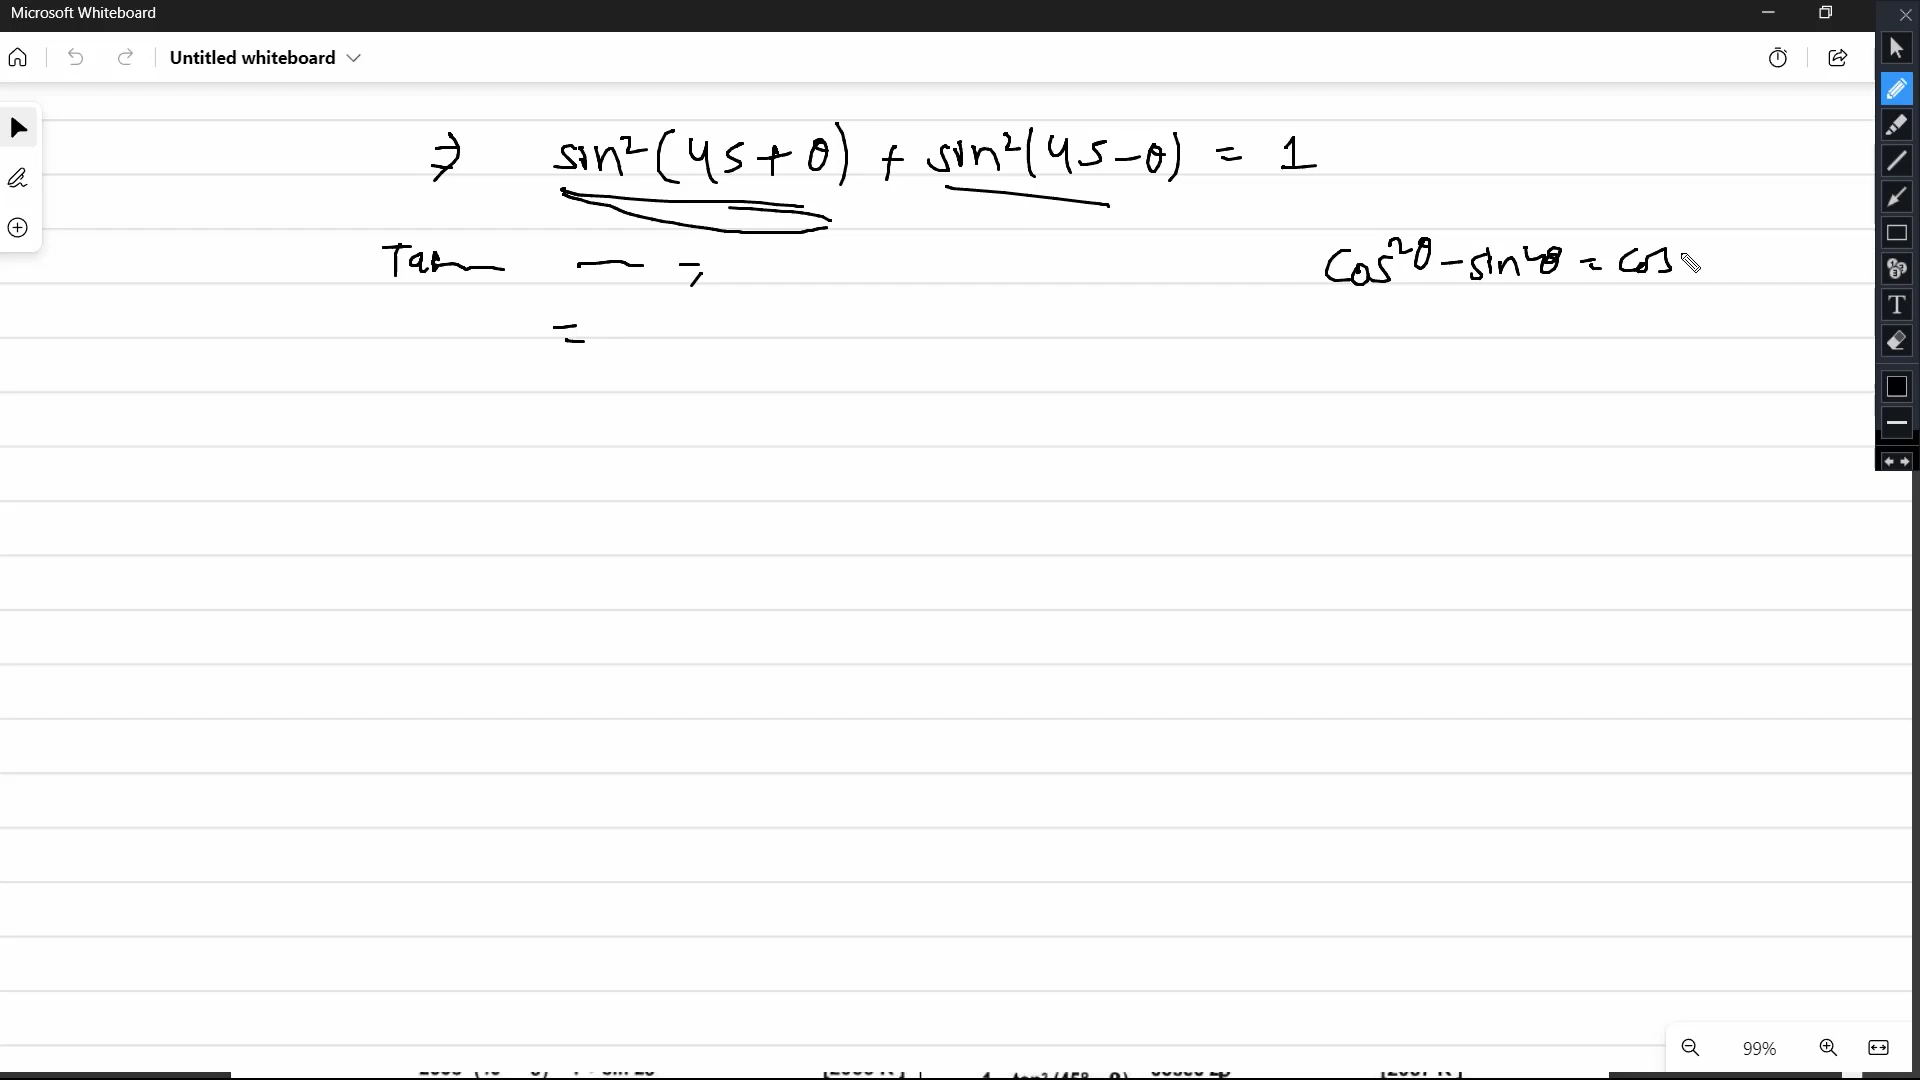 Microsoft Whiteboard
Untitled whiteboard
⇒ sin²(45+θ) + sin²(45-θ) = 1
cos²θ - sin²θ = cos
=
T
99%